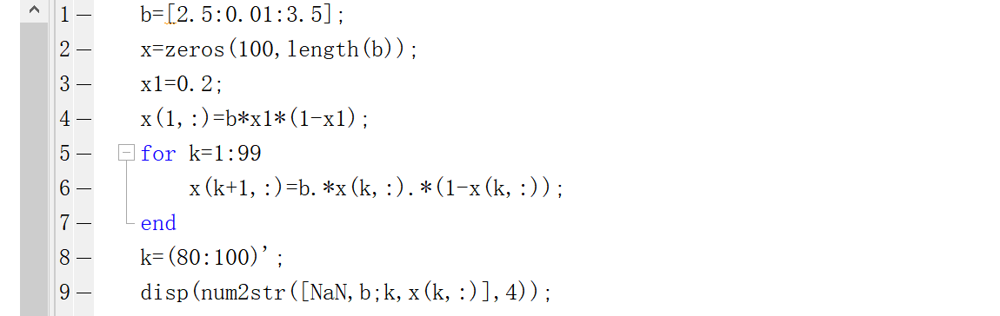 1 — b=[2.5:0.01:3.5];
2 — x=zeros(100,length(b));
3 — x1=0.2;
4 — x(1,:)=b*x1*(1-x1);
5 — for k=1:99
6 — x(k+1,:)=b.*x(k,:).*(1-x(k,:));
7 — end
8 — k=(80:100)’;
9 — disp(num2str([NaN,b;k,x(k,:)],4));